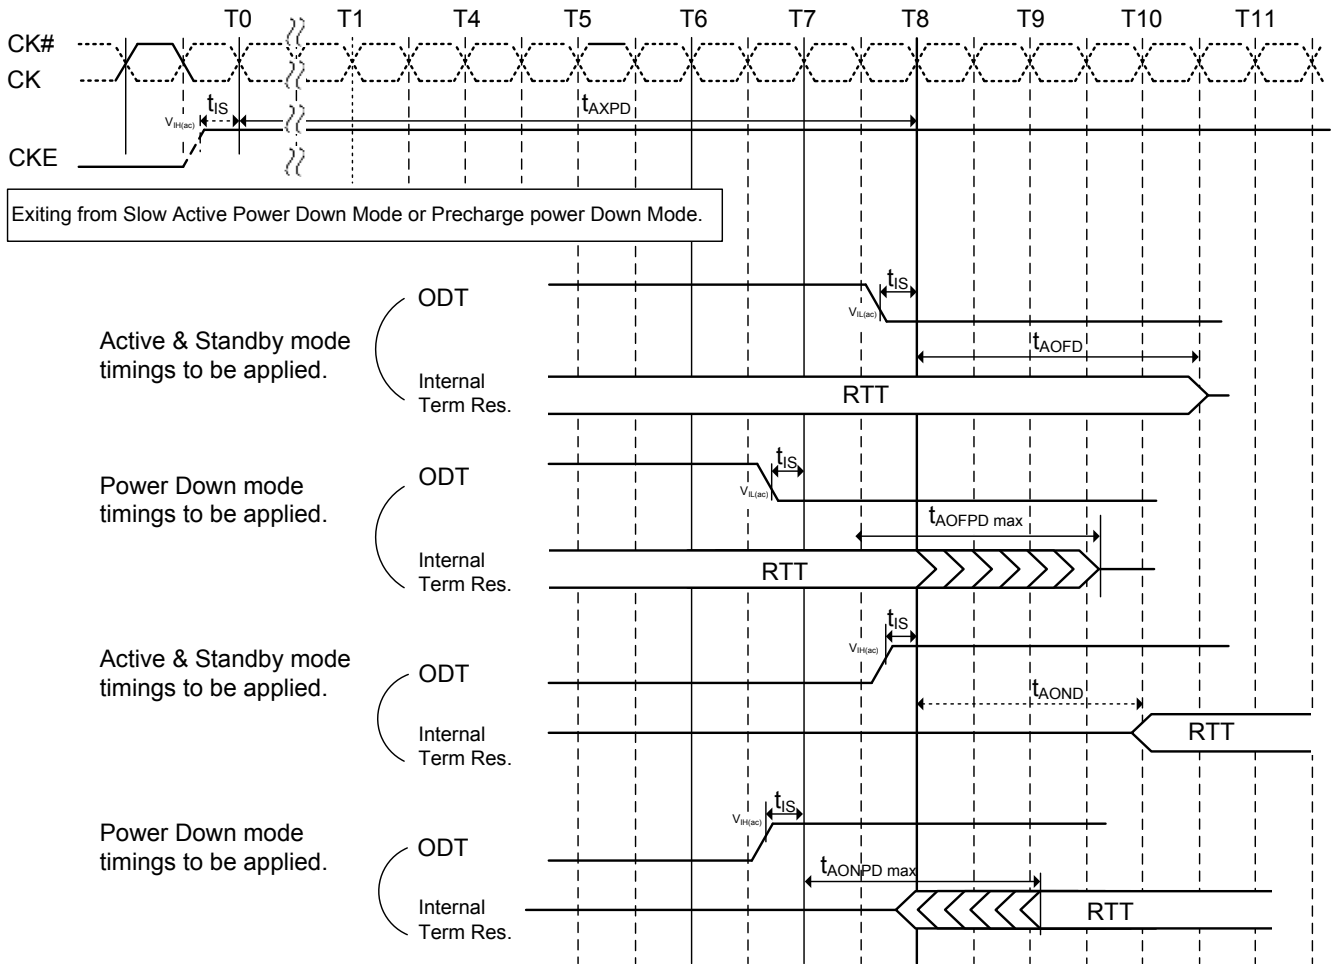 T0 T1 T4 T5 T6 T7 T8 T9 T10 T11
CK#
CK
tIS tAXPD
VIH(ac)
CKE
Exiting from Slow Active Power Down Mode or Precharge power Down Mode.
ODT tIS
VIL(ac)
Active & Standby mode
timings to be applied.
tAOFD
Internal
Term Res.
RTT
ODT tIS
VIL(ac)
Power Down mode
timings to be applied.
tAOFPD max
Internal
Term Res.
RTT
tIS
VIH(ac)
Active & Standby mode
timings to be applied.
ODT
tAOND
Internal
Term Res.
RTT
tIS
VIH(ac)
Power Down mode
timings to be applied.
ODT
tAONPD max
Internal
Term Res.
RTT